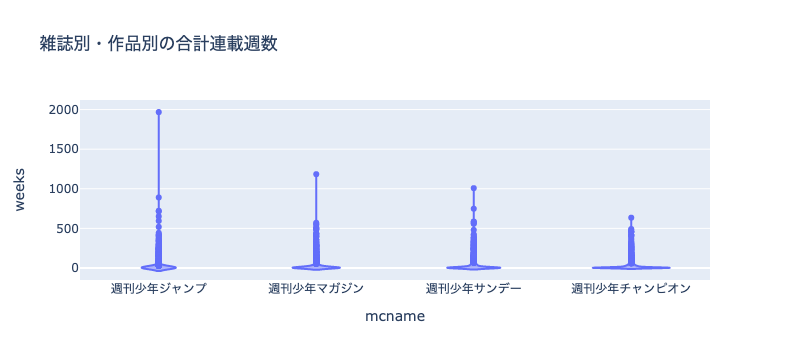 雑誌別・作品別の合計連載週数
weeks
2000
1500
1000
500
0
週刊少年ジャンプ
週刊少年マガジン
週刊少年サンデー
週刊少年チャンピオン
mcname